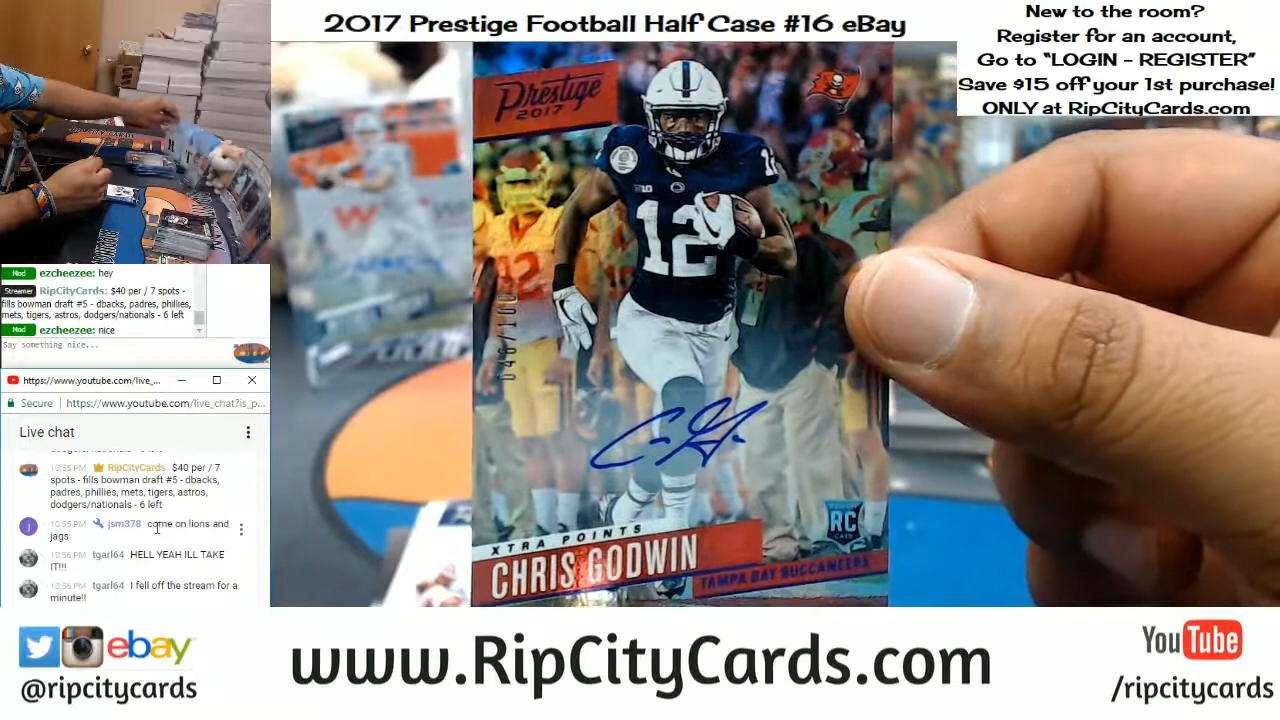 2017 Prestige Football Half Case #16 eBay
New to the room?
Register for an account,
Go to “LOGIN - REGISTER”
Save $15 off your 1st purchase!
ONLY at RipCityCards.com
Prestige
2017
12
12
046/100
XTRA POINTS
RC
CARD
CHRIS GODWIN
TAMPA BAY BUCCANEERS
Mod ezcheezee: hey
Streamer RipCityCards: $40 per / 7 spots -
fills bowman draft #5 - dbacks, padres, phillies,
mets, tigers, astros, dodgers/nationals - 6 left
Mod ezcheezee: nice
Say something nice...
https://www.youtube.com/live_...
Secure https://www.youtube.com/live_chat?is_p...
Live chat
10:55 PM RipCityCards $40 per / 7
spots - fills bowman draft #5 - dbacks,
padres, phillies, mets, tigers, astros,
dodgers/nationals - 6 left
10:55 PM jsm378 come on lions and
jags
10:56 PM tgarl64 HELL YEAH ILL TAKE
IT!!!
10:56 PM tgarl64 I fell off the stream for a
minute!!
ebay
@ripcitycards
www.RipCityCards.com
YouTube
/ripcitycards